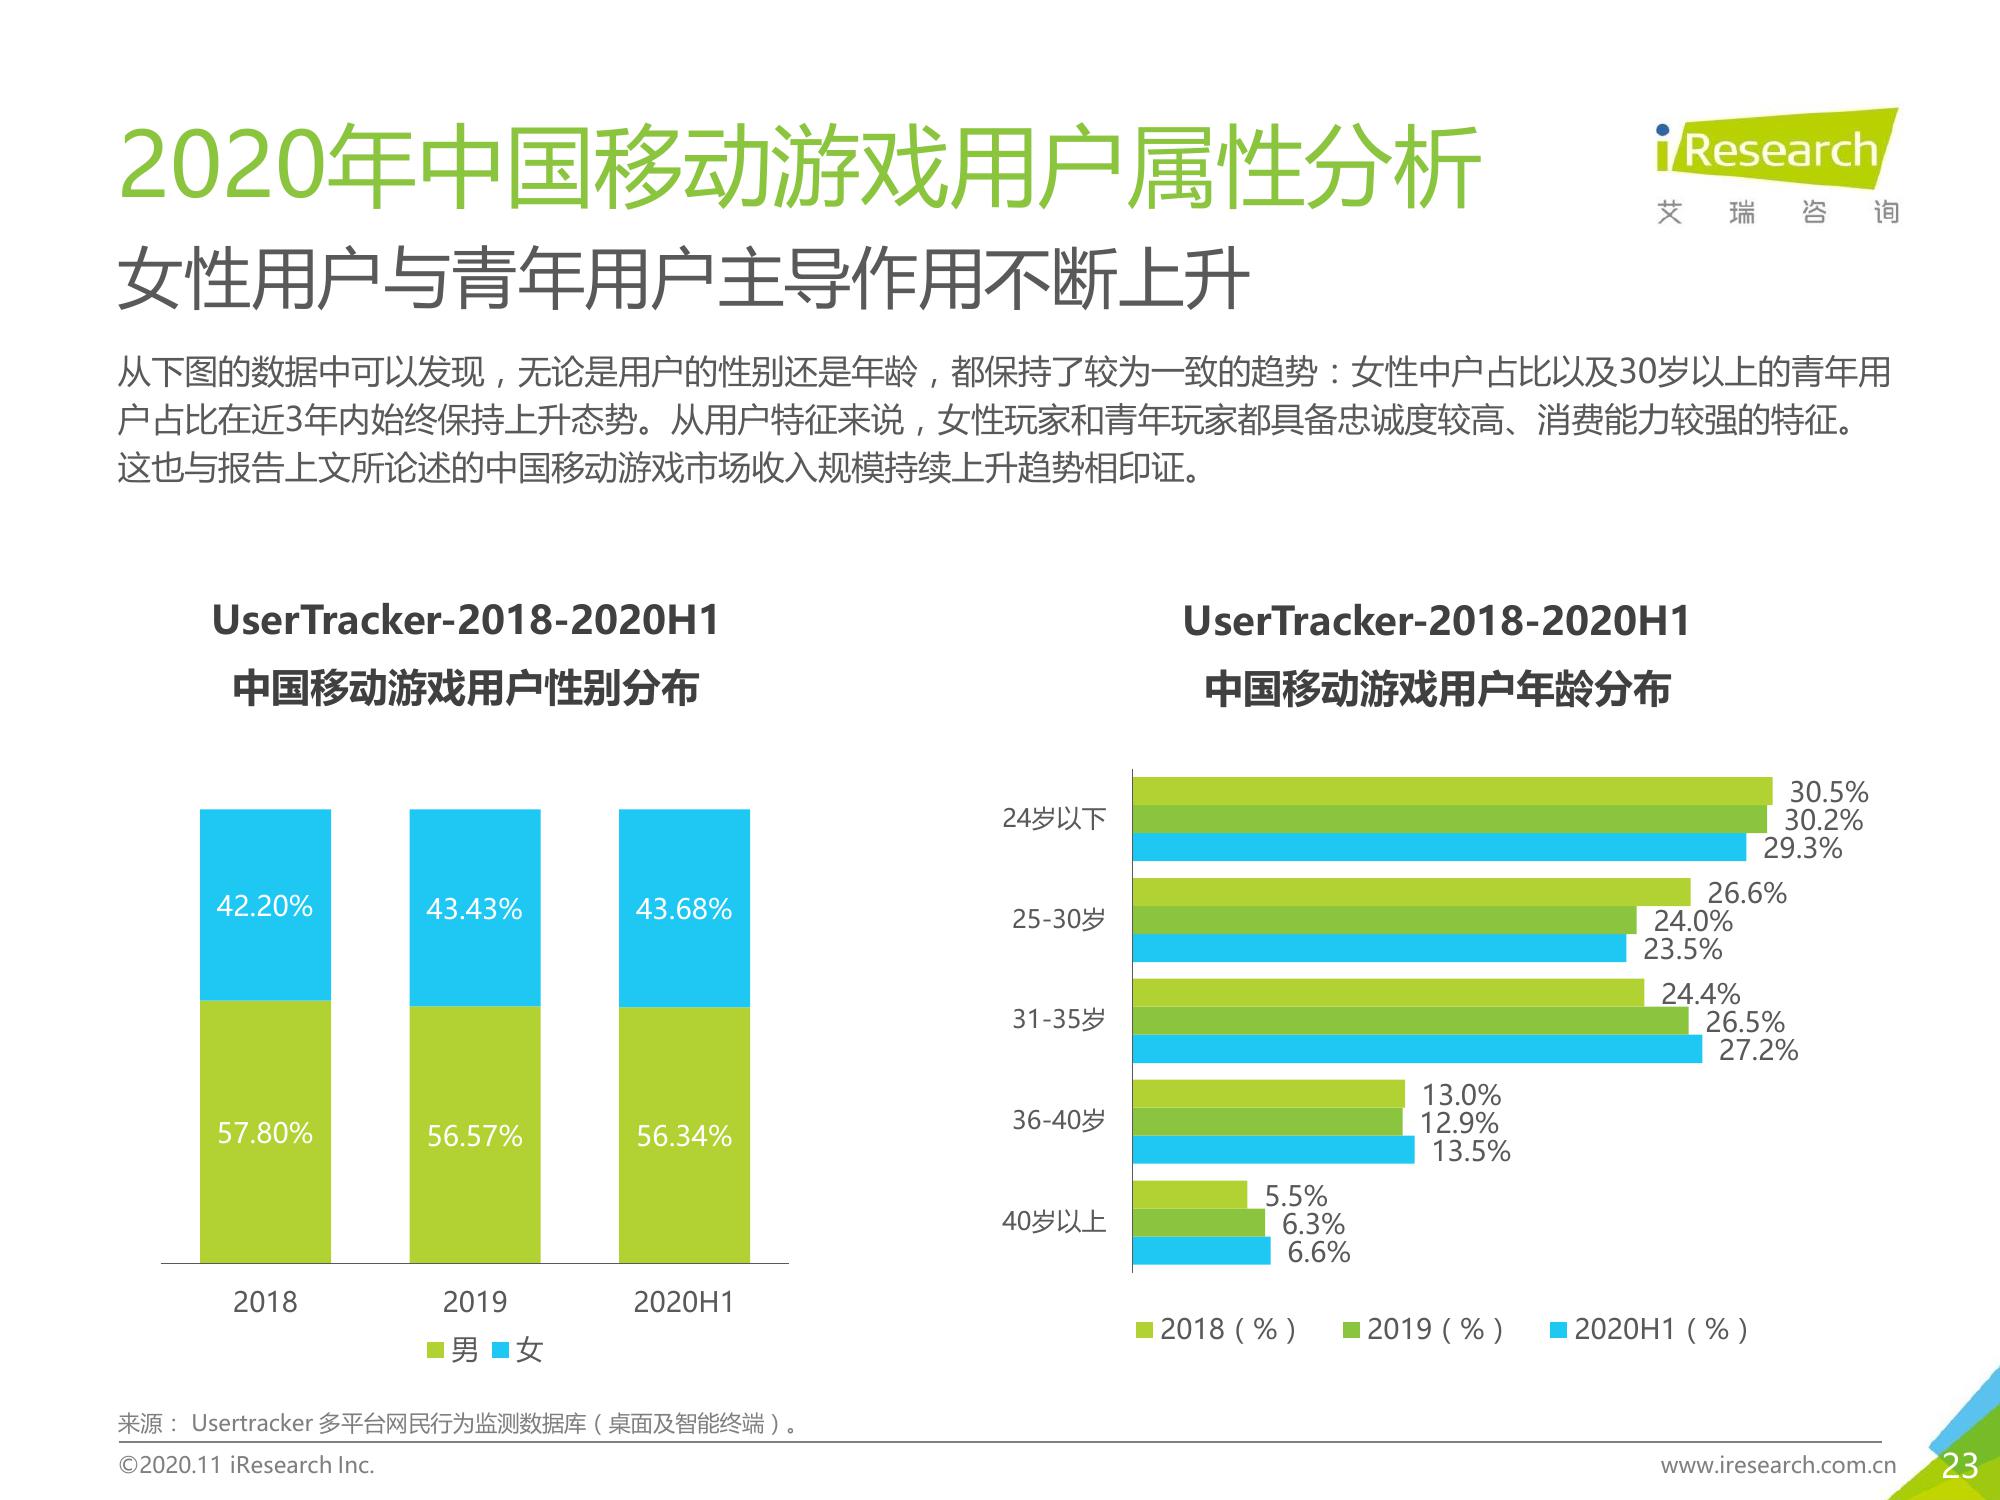 2020年中国移动游戏用户属性分析
iResearch
艾瑞咨询
女性用户与青年用户主导作用不断上升
从下图的数据中可以发现，无论是用户的性别还是年龄，都保持了较为一致的趋势：女性中户占比以及30岁以上的青年用
户占比在近3年内始终保持上升态势。从用户特征来说，女性玩家和青年玩家都具备忠诚度较高、消费能力较强的特征。
这也与报告上文所论述的中国移动游戏市场收入规模持续上升趋势相印证。
UserTracker-2018-2020H1
中国移动游戏用户性别分布
42.20%
43.43%
43.68%
57.80%
56.57%
56.34%
2018
2019
2020H1
男 女
UserTracker-2018-2020H1
中国移动游戏用户年龄分布
24岁以下
30.5%
30.2%
29.3%
25-30岁
26.6%
24.0%
23.5%
31-35岁
24.4%
26.5%
27.2%
36-40岁
13.0%
12.9%
13.5%
40岁以上
5.5%
6.3%
6.6%
2018（%） 2019（%） 2020H1（%）
来源： Usertracker 多平台网民行为监测数据库（桌面及智能终端）。
©2020.11 iResearch Inc.
www.iresearch.com.cn
23